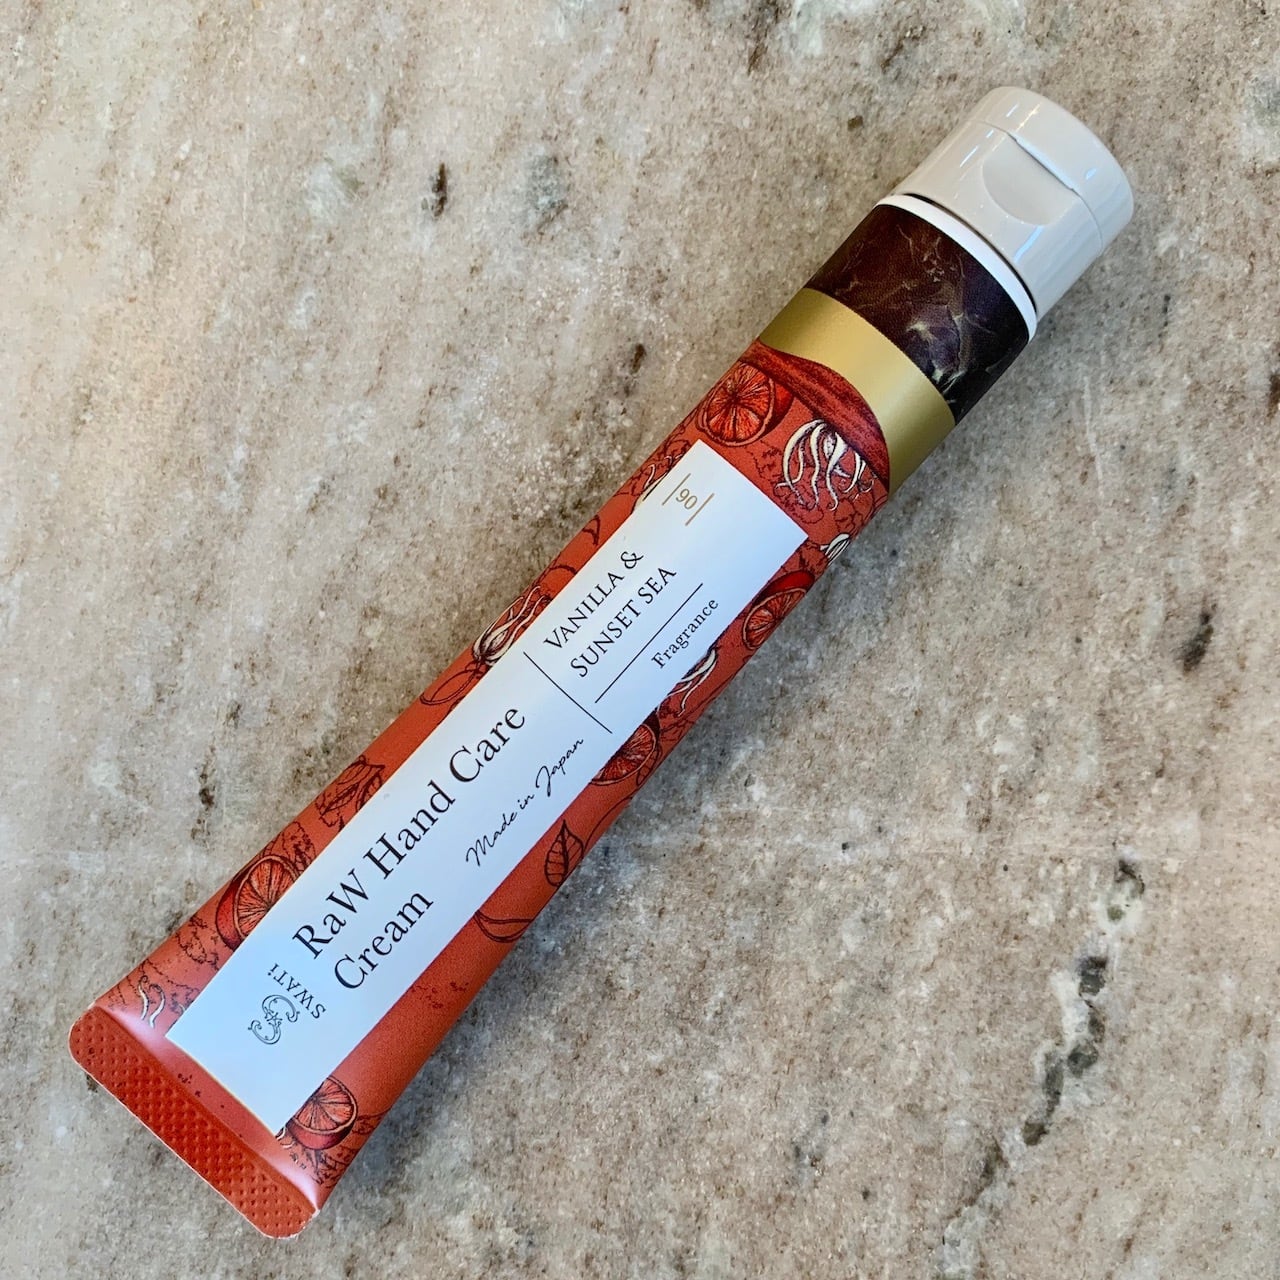 SWATi
RaW Hand Care
Cream
Made in Japan
VANILLA &
SUNSET SEA
Fragrance
90